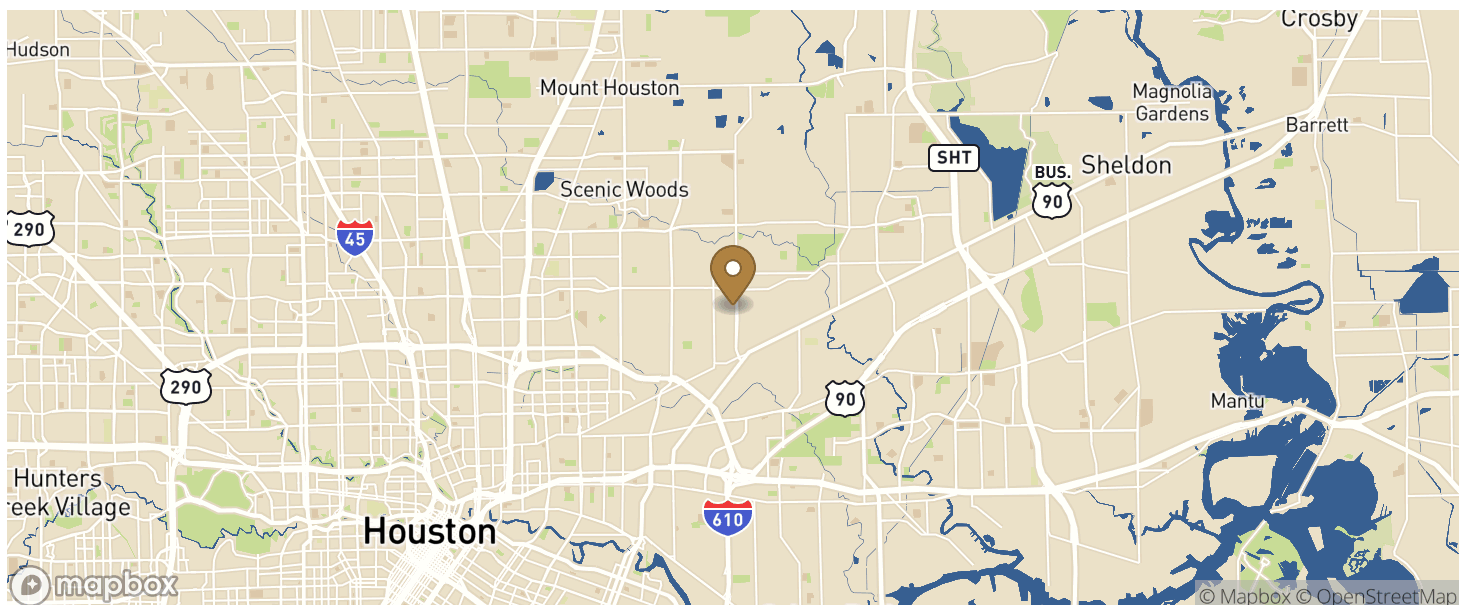 Crosby
Hudson
Mount Houston
Magnolia
Gardens
Barrett
SHT
BUS.
90
Sheldon
Scenic Woods
290
45
290
90
Mantu
Hunters
reek Village
Houston
610
mapbox
© Mapbox © OpenStreetMap